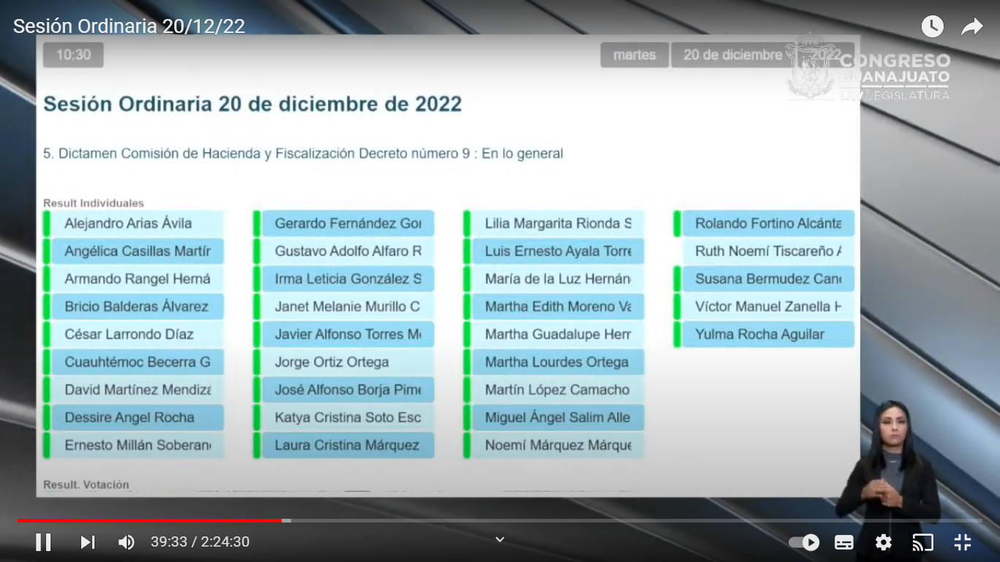 Sesión Ordinaria 20/12/22
10:30
martes
20 de diciembre
2022
CONGRESO
GUANAJUATO
LXV LEGISLATURA
Sesión Ordinaria 20 de diciembre de 2022
5. Dictamen Comisión de Hacienda y Fiscalización Decreto número 9 : En lo general
Result Individuales
Alejandro Arias Ávila
Angélica Casillas Martír
Armando Rangel Herná
Bricio Balderas Álvarez
César Larrondo Díaz
Cuauhtémoc Becerra G
David Martínez Mendizá
Dessire Angel Rocha
Ernesto Millán Soberan
Gerardo Fernández Gor
Gustavo Adolfo Alfaro R
Irma Leticia González S
Janet Melanie Murillo C
Javier Alfonso Torres Me
Jorge Ortiz Ortega
José Alfonso Borja Pime
Katya Cristina Soto Esc
Laura Cristina Márquez
Lilia Margarita Rionda S
Luis Ernesto Ayala Torre
María de la Luz Hernán
Martha Edith Moreno Va
Martha Guadalupe Herr
Martha Lourdes Ortega
Martín López Camacho
Miguel Ángel Salim Alle
Noemí Márquez Márque
Rolando Fortino Alcánta
Ruth Noemí Tiscareño A
Susana Bermudez Cano
Víctor Manuel Zanella H
Yulma Rocha Aguilar
Result. Votación
39:33 / 2:24:30